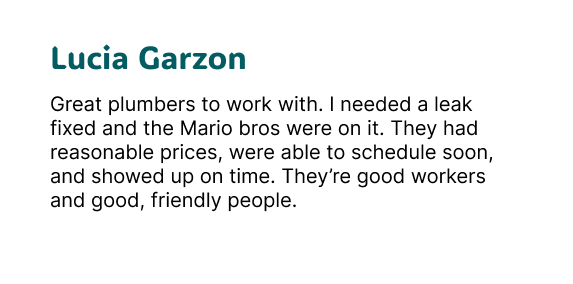 Lucia Garzon
Great plumbers to work with. I needed a leak
fixed and the Mario bros were on it. They had
reasonable prices, were able to schedule soon,
and showed up on time. They’re good workers
and good, friendly people.